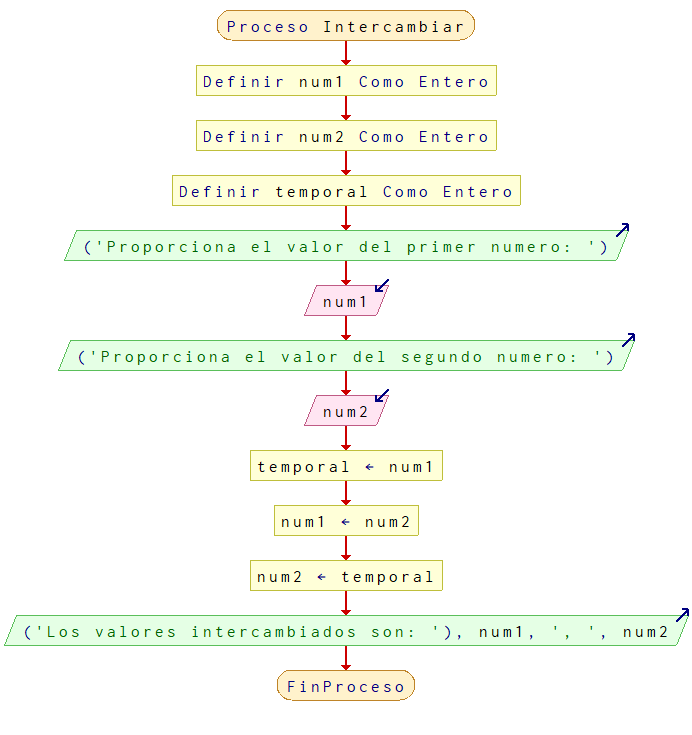 Proceso Intercambiar
Definir num1 Como Entero
Definir num2 Como Entero
Definir temporal Como Entero
('Proporciona el valor del primer numero: ')
num1
('Proporciona el valor del segundo numero: ')
num2
temporal ← num1
num1 ← num2
num2 ← temporal
('Los valores intercambiados son: '), num1, ', ', num2
FinProceso